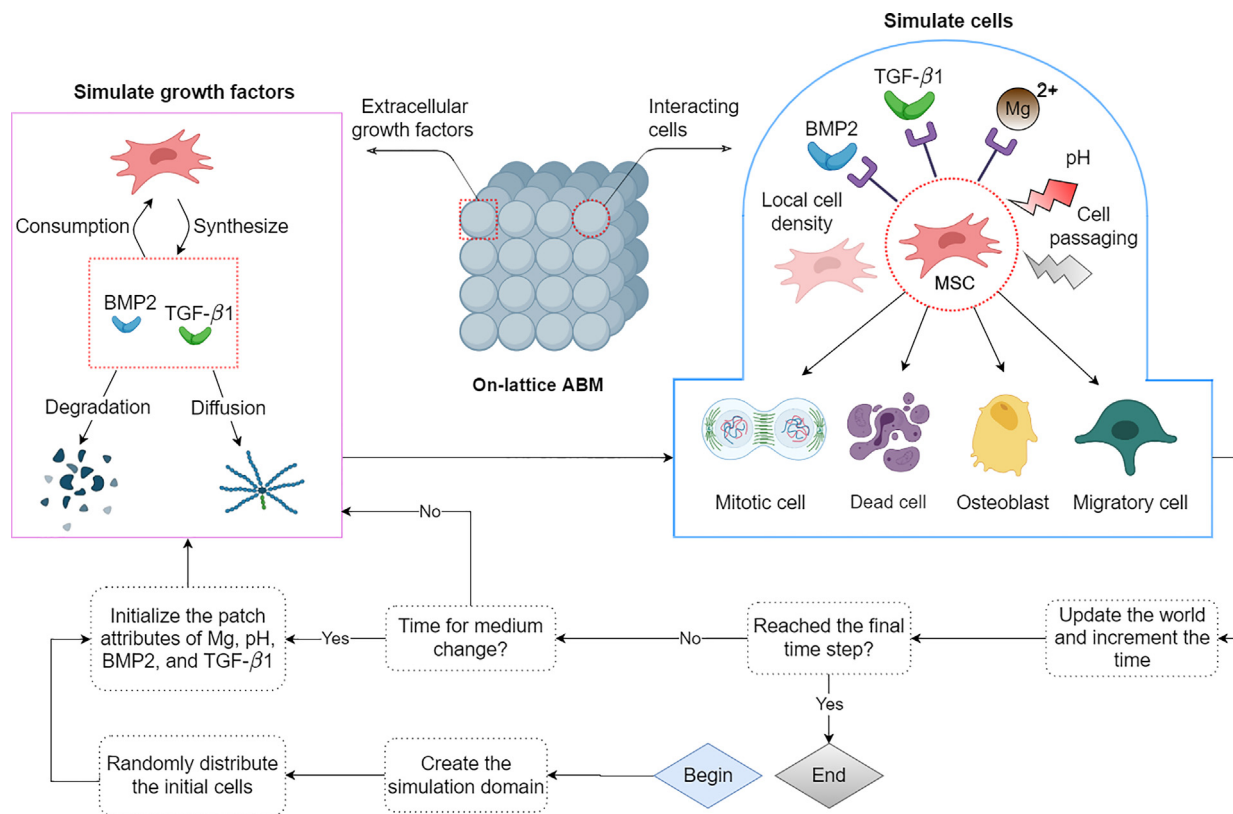 Simulate cells
TGF-β1
2+
Mg
BMP2
pH
Local cell
density
Cell
passaging
MSC
Mitotic cell
Dead cell
Osteoblast
Migratory cell
Simulate growth factors
Consumption
Synthesize
BMP2
TGF-β1
Degradation
Diffusion
Extracellular
growth factors
Interacting
cells
On-lattice ABM
No
Initialize the patch
attributes of Mg, pH,
BMP2, and TGF-β1
Yes
Time for medium
change?
No
Reached the final
time step?
Update the world
and increment the
time
Yes
Randomly distribute
the initial cells
Create the
simulation domain
Begin
End